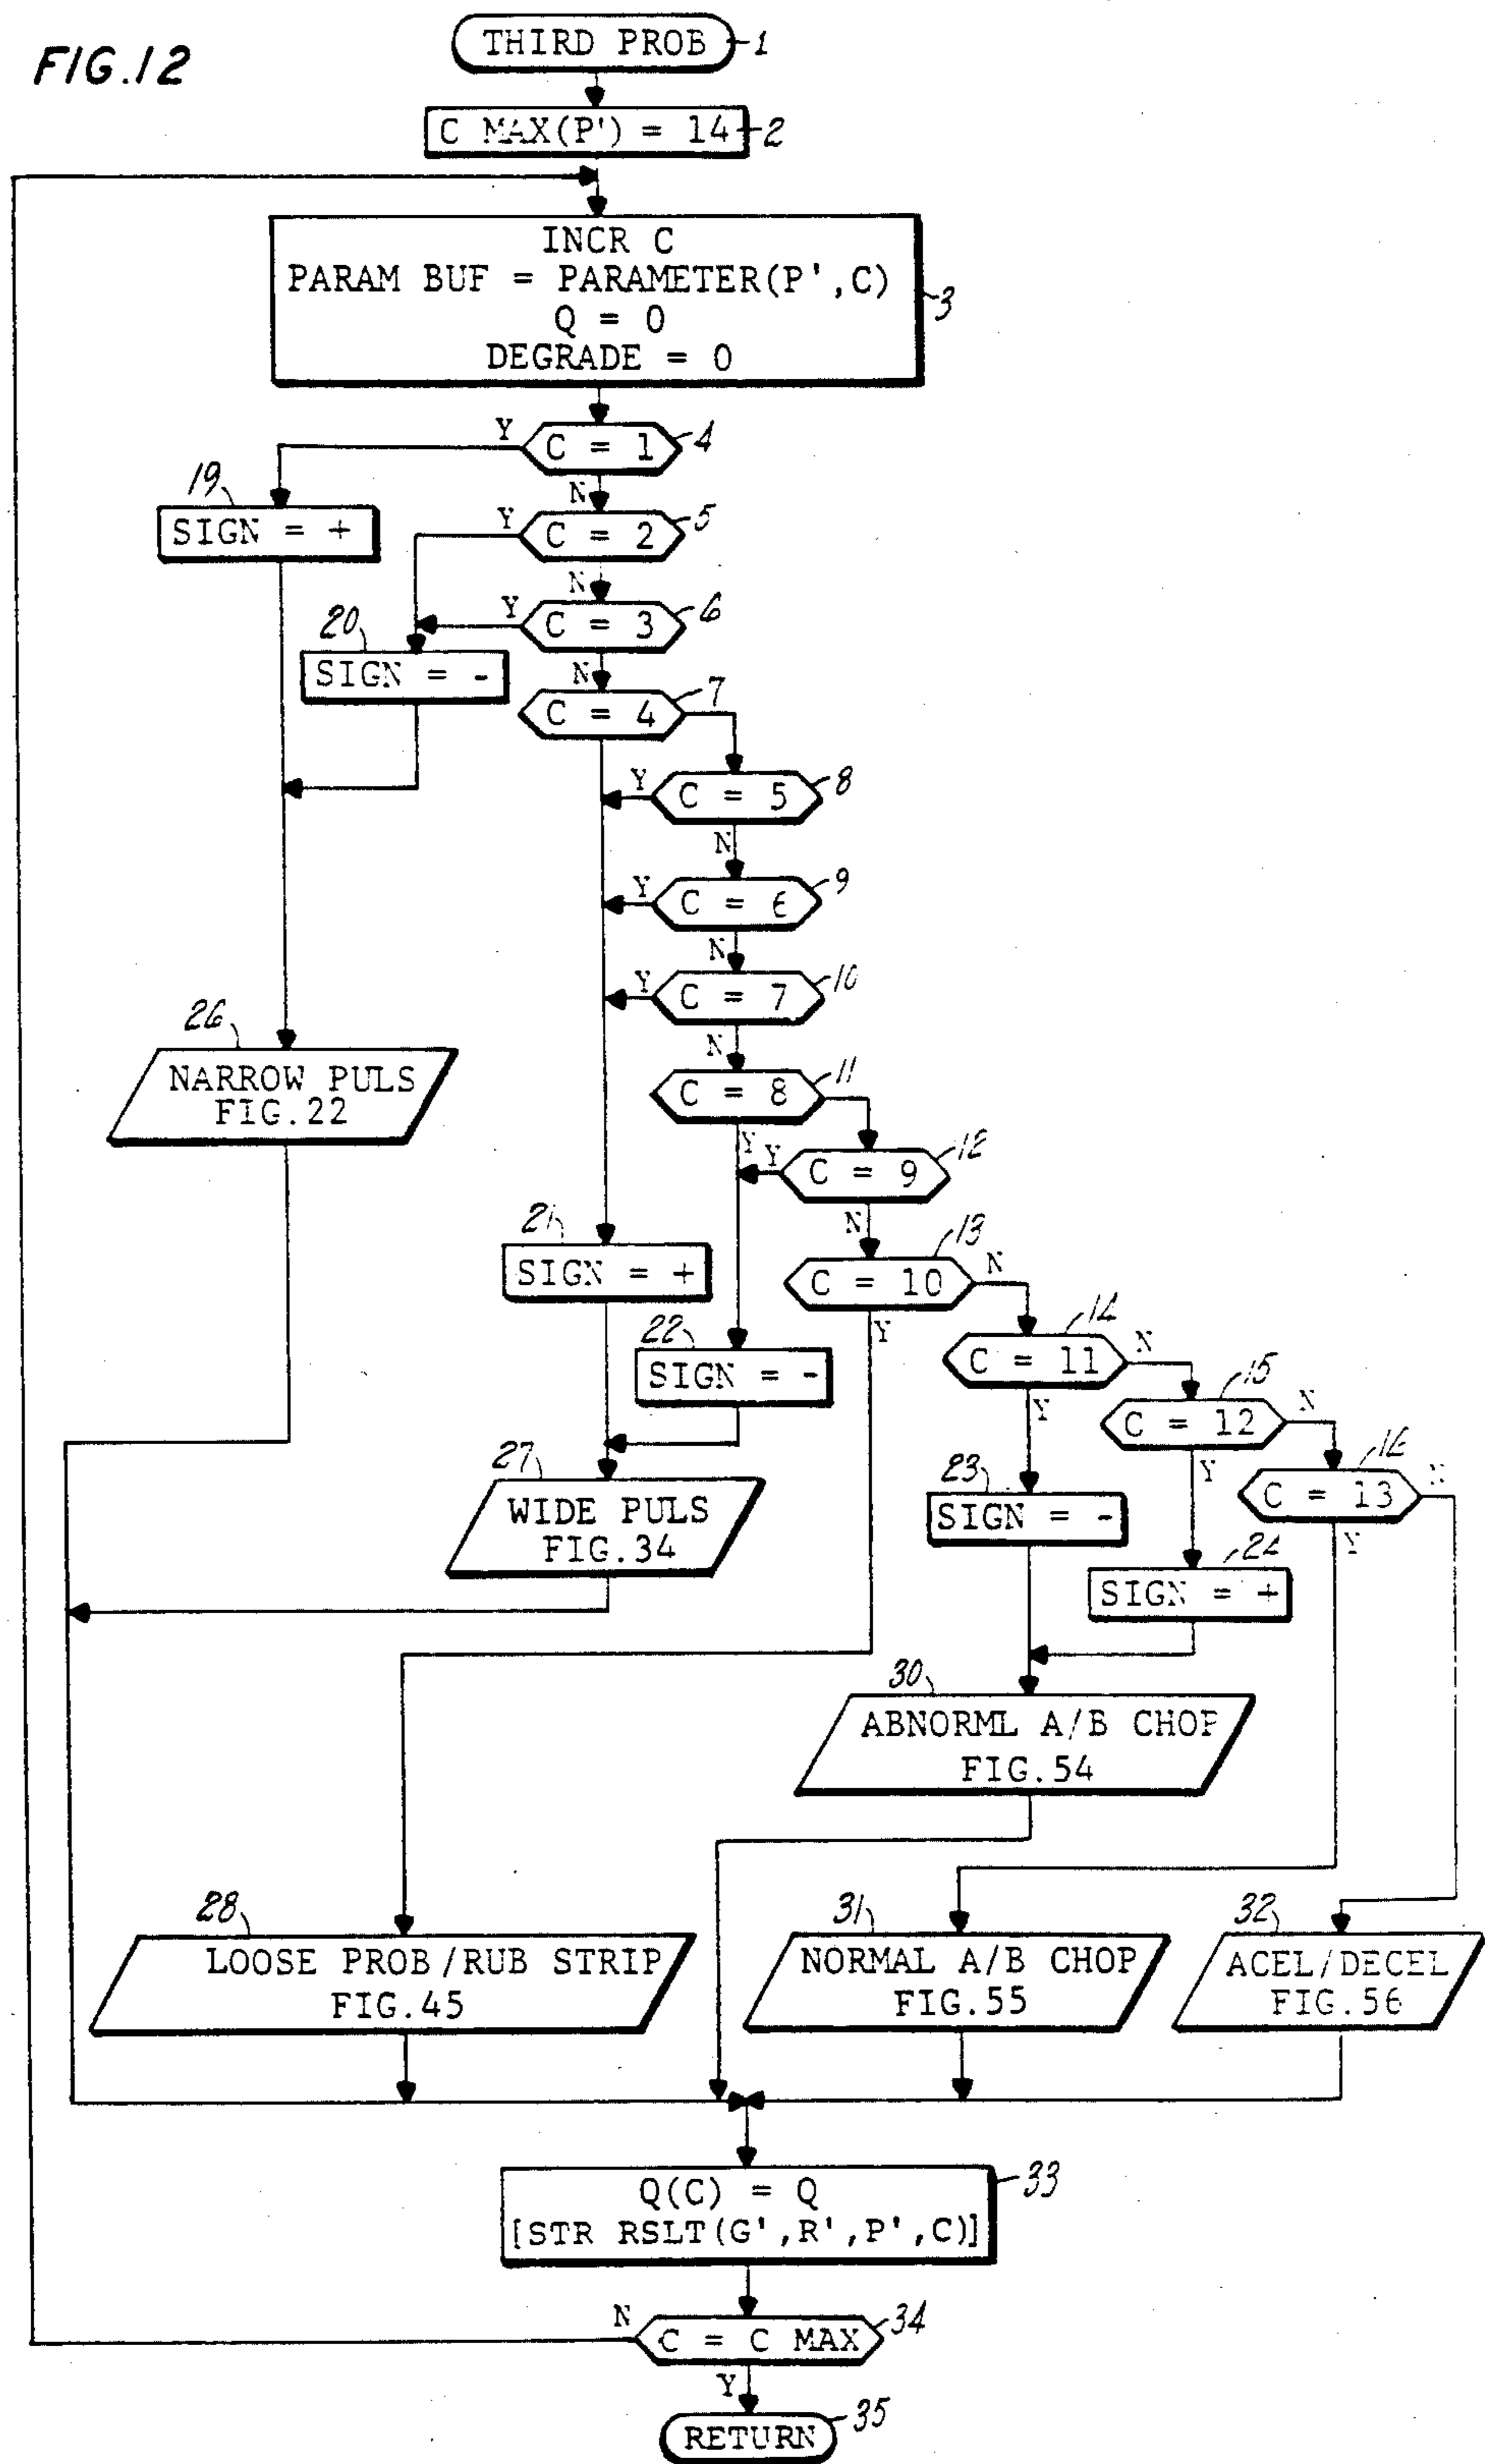 FIG.12
THIRD PROB
1
C MAX(P') = 14
2
INCR C
PARAM BUF = PARAMETER(P',C)
Q = 0
DEGRADE = 0
3
Y
C = 1
4
N
19
SIGN = +
Y
C = 2
5
N
20
SIGN = -
Y
C = 3
6
N
C = 4
7
Y
C = 5
8
N
Y
C = 6
9
N
Y
C = 7
10
N
26
NARROW PULS
FIG.22
C = 8
11
Y
Y
C = 9
12
N
21
SIGN = +
C = 10
13
N
Y
22
SIGN = -
C = 11
14
N
Y
C = 12
15
N
Y
C = 13
16
N
Y
27
WIDE PULS
FIG.34
23
SIGN = -
24
SIGN = +
30
ABNORML A/B CHOP
FIG.54
28
LOOSE PROB/RUB STRIP
FIG.45
31
NORMAL A/B CHOP
FIG.55
32
ACEL/DECEL
FIG.56
Q(C) = Q
[STR RSLT(G',R',P',C)]
33
N
C = C MAX
34
Y
RETURN
35